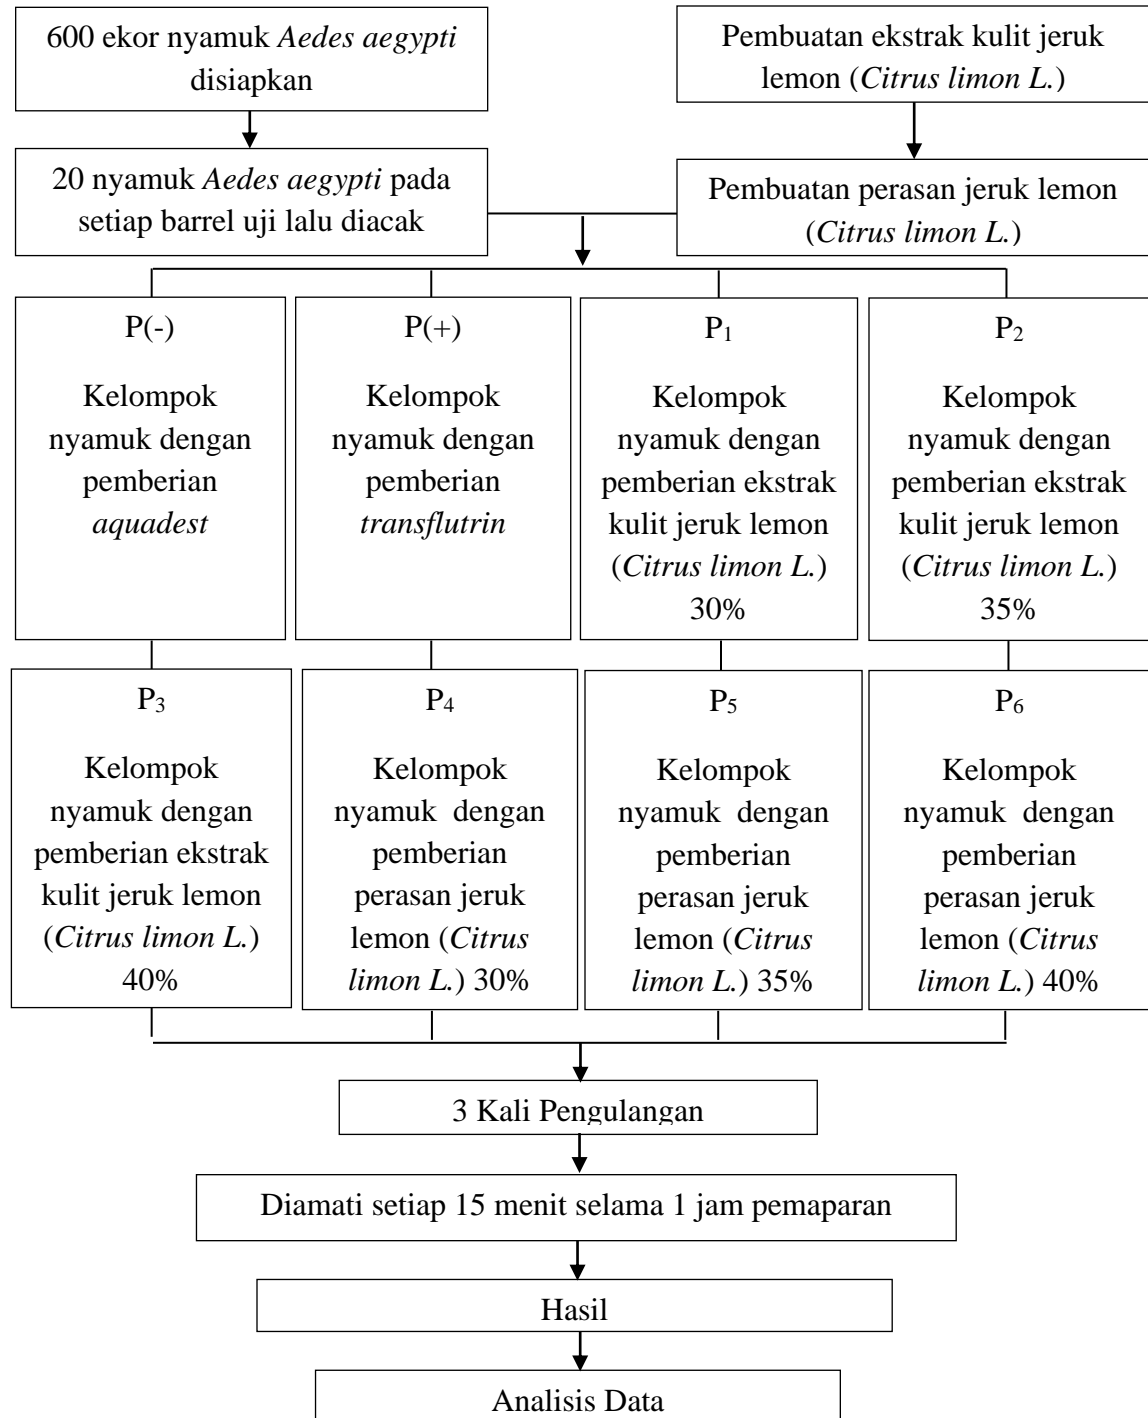 600 ekor nyamuk Aedes aegypti
disiapkan
Pembuatan ekstrak kulit jeruk
lemon (Citrus limon L.)
20 nyamuk Aedes aegypti pada
setiap barrel uji lalu diacak
Pembuatan perasan jeruk lemon
(Citrus limon L.)
P(-)
Kelompok
nyamuk dengan
pemberian
aquadest
P(+)
Kelompok
nyamuk dengan
pemberian
transflutrin
P₁
Kelompok
nyamuk dengan
pemberian ekstrak
kulit jeruk lemon
(Citrus limon L.)
30%
P₂
Kelompok
nyamuk dengan
pemberian ekstrak
kulit jeruk lemon
(Citrus limon L.)
35%
P₃
Kelompok
nyamuk dengan
pemberian ekstrak
kulit jeruk lemon
(Citrus limon L.)
40%
P₄
Kelompok
nyamuk dengan
pemberian
perasan jeruk
lemon (Citrus
limon L.) 30%
P₅
Kelompok
nyamuk dengan
pemberian
perasan jeruk
lemon (Citrus
limon L.) 35%
P₆
Kelompok
nyamuk dengan
pemberian
perasan jeruk
lemon (Citrus
limon L.) 40%
3 Kali Pengulangan
Diamati setiap 15 menit selama 1 jam pemaparan
Hasil
Analisis Data